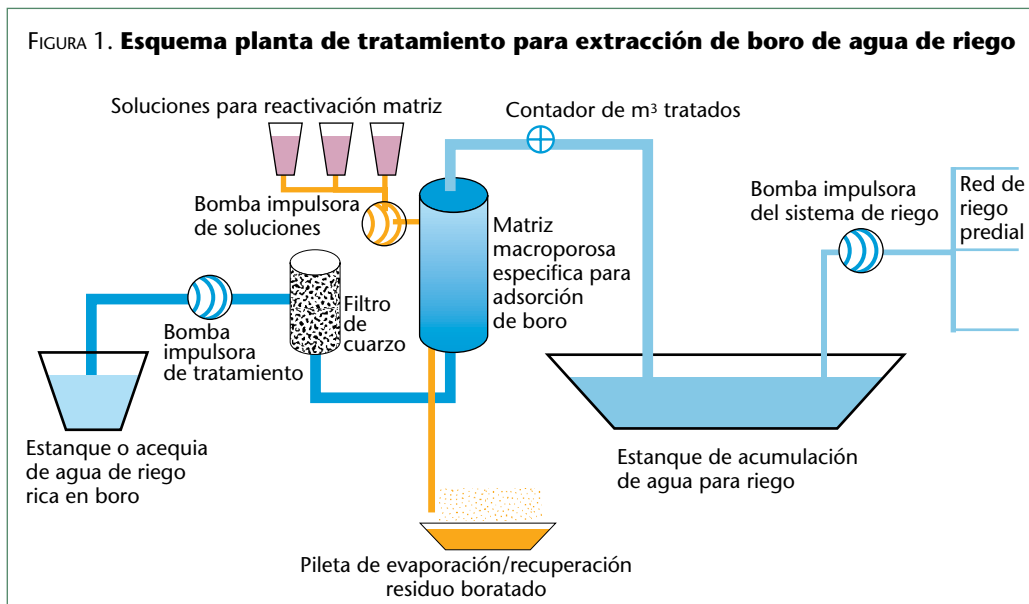 FIGURA 1. Esquema planta de tratamiento para extracción de boro de agua de riego
Soluciones para reactivación matriz
Contador de m³ tratados
Bomba impulsora
de soluciones
Bomba impulsora
del sistema de riego
Red de
riego
predial
Matriz
macroporosa
especifica para
adsorción
de boro
Filtro
de
cuarzo
Bomba
impulsora
de tratamiento
Estanque o acequia
de agua de riego
rica en boro
Estanque de acumulación
de agua para riego
Pileta de evaporación/recuperación
residuo boratado